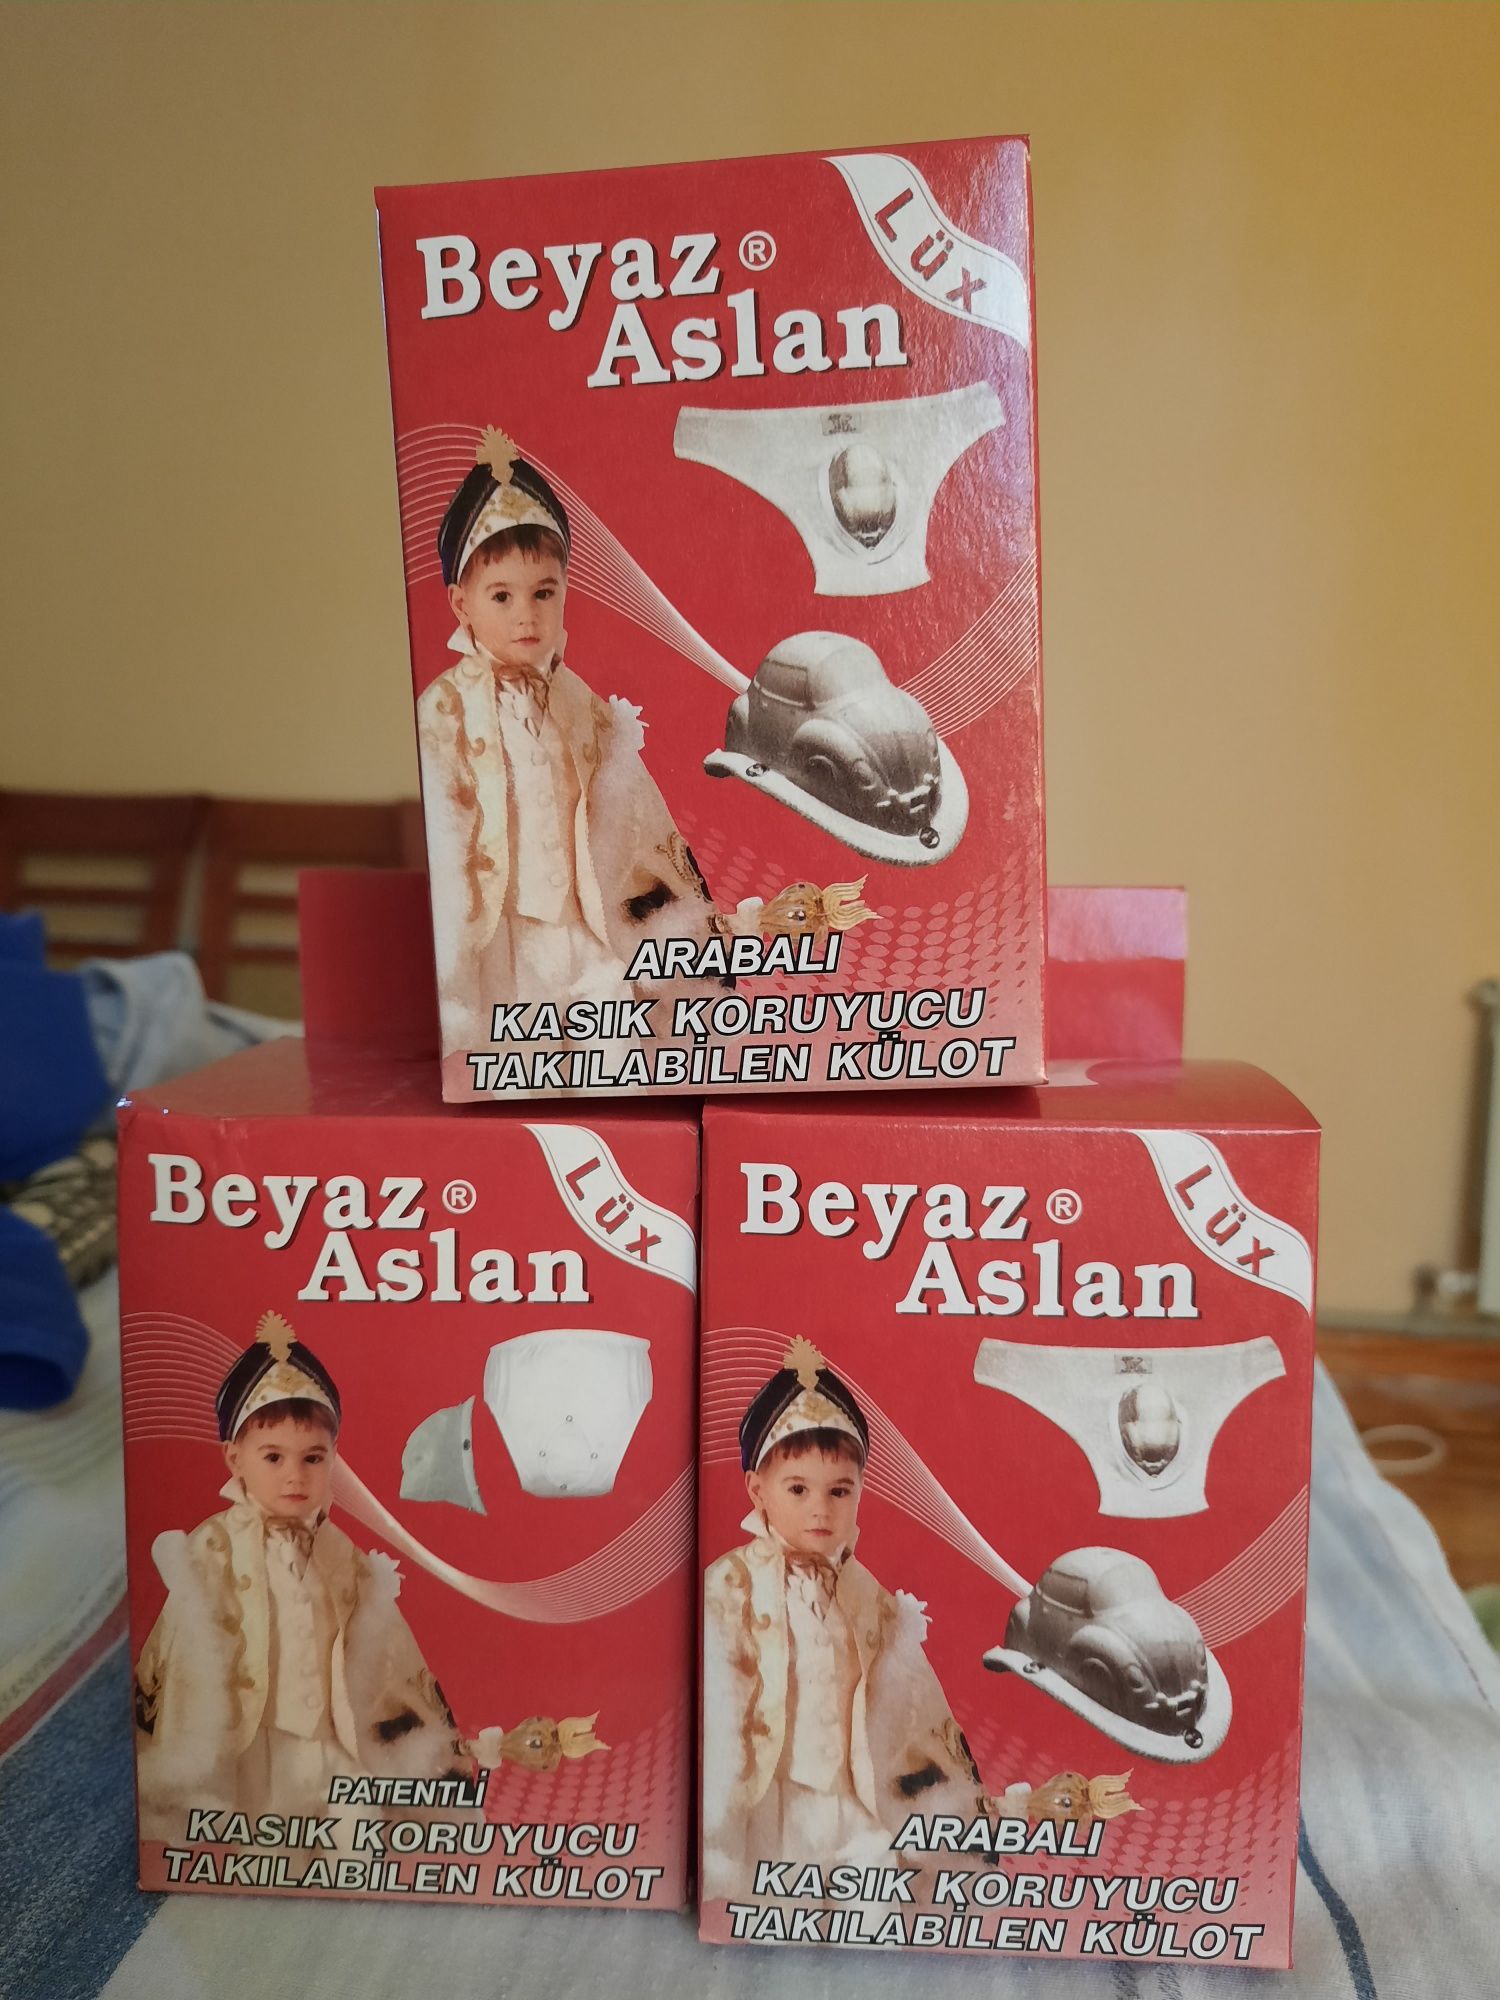 Beyaz ®
Aslan
Lüx
ARABALI
KASIK KORUYUCU
TAKILABİLEN KÜLOT
Beyaz ®
Aslan
Lüx
PATENTLİ
KASIK KORUYUCU
TAKILABİLEN KÜLOT
Beyaz ®
Aslan
Lüx
ARABALI
KASIK KORUYUCU
TAKILABİLEN KÜLOT